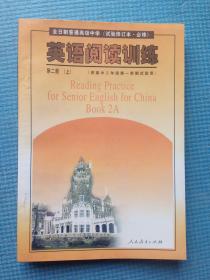 全日制普通高级中学（试验修订本·必修）
英语阅读训练
第二册（上）
（供高中二年级第一学期试验用）
Reading Practice
for Senior English for China
Book 2A
人民教育出版社